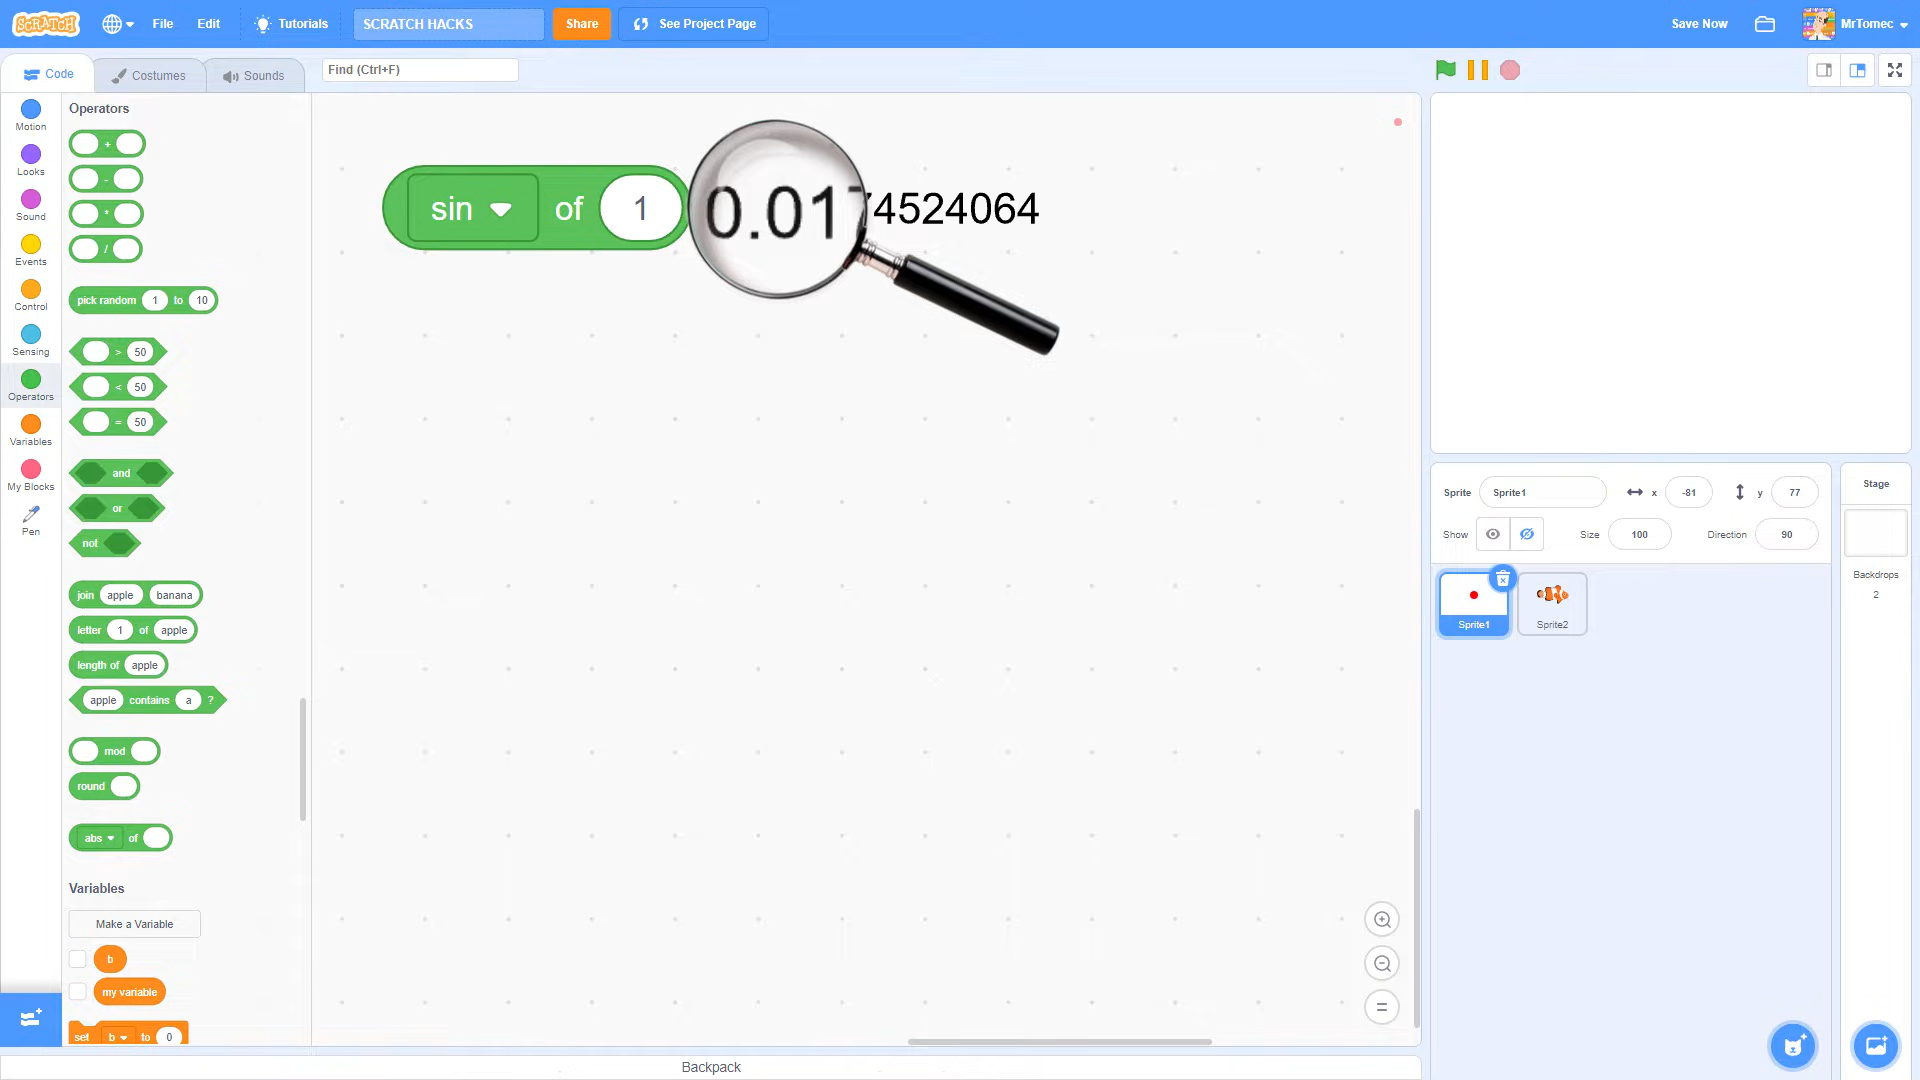 SCRATCH
File
Edit
Tutorials
SCRATCH HACKS
Share
See Project Page
Save Now
MrTomec
Code
Costumes
Sounds
Find (Ctrl+F)
Motion
Looks
Sound
Events
Control
Sensing
Operators
Variables
My Blocks
Pen
Operators
+
-
*
/
pick random 1 to 10
> 50
< 50
= 50
and
or
not
join apple banana
letter 1 of apple
length of apple
apple contains a ?
mod
round
abs of
Variables
Make a Variable
b
my variable
set b to 0
sin of 1
0.0174524064
Backpack
Sprite Sprite1 x -81 y 77
Show Size 100 Direction 90
Sprite1
Sprite2
Stage
Backdrops
2